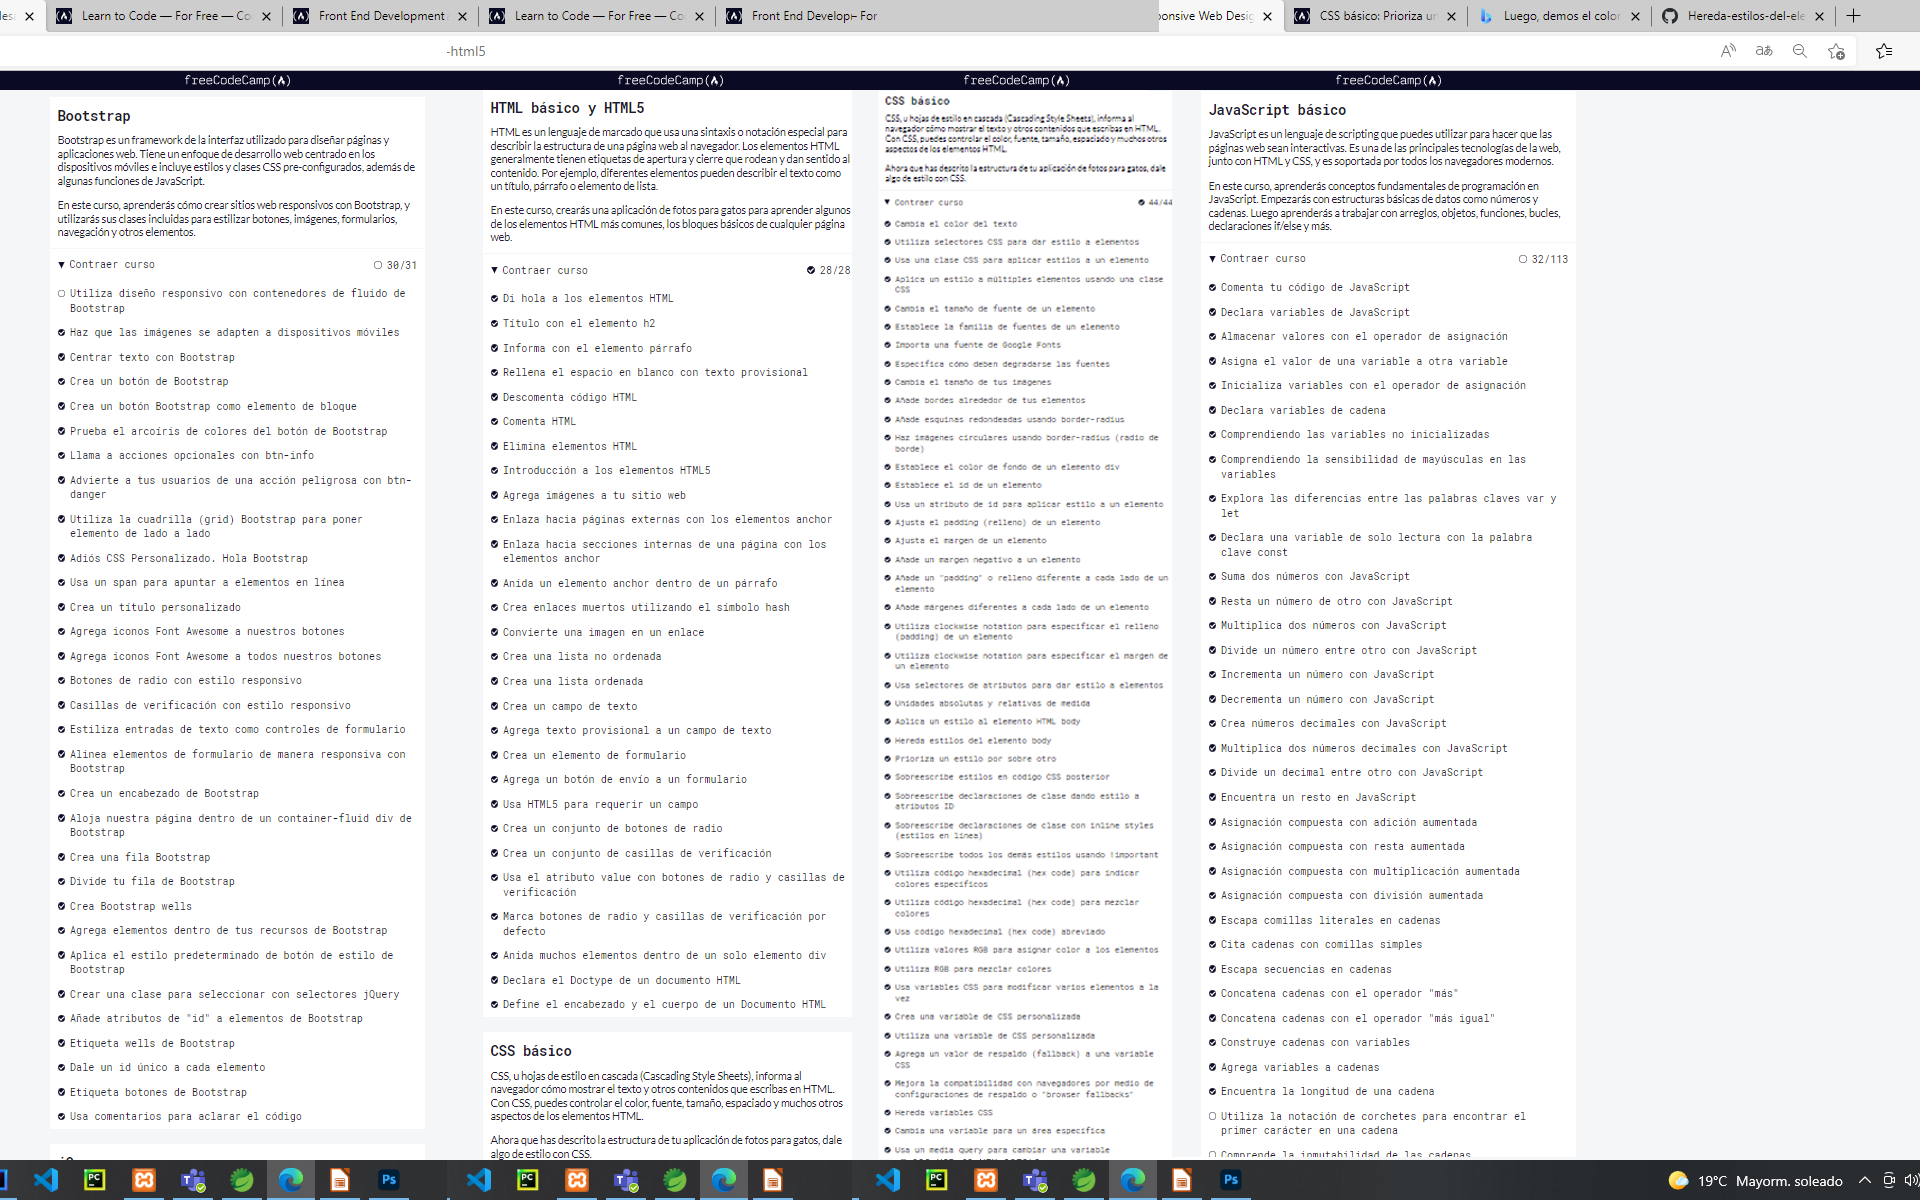 des
Learn to Code — For Free — Co
Front End Development
Learn to Code — For Free — Co
Front End Develop
For
ponsive Web Desig
CSS básico: Prioriza un
Luego, demos el color
Hereda-estilos-del-ele
-html5
freeCodeCamp
freeCodeCamp
freeCodeCamp
freeCodeCamp
Bootstrap
Bootstrap es un framework de la interfaz utilizado para diseñar páginas y
aplicaciones web. Tiene un enfoque de desarrollo web centrado en los
dispositivos móviles e incluye estilos y clases CSS pre-configurados, además de
algunas funciones de JavaScript.
En este curso, aprenderás cómo crear sitios web responsivos con Bootstrap, y
utilizarás sus clases incluidas para estilizar botones, imágenes, formularios,
navegación y otros elementos.
Contraer curso 30/31
Utiliza diseño responsivo con contenedores de fluido de
Bootstrap
Haz que las imágenes se adapten a dispositivos móviles
Centrar texto con Bootstrap
Crea un botón de Bootstrap
Crea un botón Bootstrap como elemento de bloque
Prueba el arcoíris de colores del botón de Bootstrap
Llama a acciones opcionales con btn-info
Advierte a tus usuarios de una acción peligrosa con btn-
danger
Utiliza la cuadrilla (grid) Bootstrap para poner
elemento de lado a lado
Adiós CSS Personalizado. Hola Bootstrap
Usa un span para apuntar a elementos en línea
Crea un título personalizado
Agrega iconos Font Awesome a nuestros botones
Agrega iconos Font Awesome a todos nuestros botones
Botones de radio con estilo responsivo
Casillas de verificación con estilo responsivo
Estiliza entradas de texto como controles de formulario
Alinea elementos de formulario de manera responsiva con
Bootstrap
Crea un encabezado de Bootstrap
Aloja nuestra página dentro de un container-fluid div de
Bootstrap
Crea una fila Bootstrap
Divide tu fila de Bootstrap
Crea Bootstrap wells
Agrega elementos dentro de tus recursos de Bootstrap
Aplica el estilo predeterminado de botón de estilo de
Bootstrap
Crear una clase para seleccionar con selectores jQuery
Añade atributos de "id" a elementos de Bootstrap
Etiqueta wells de Bootstrap
Dale un id único a cada elemento
Etiqueta botones de Bootstrap
Usa comentarios para aclarar el código
HTML básico y HTML5
HTML es un lenguaje de marcado que usa una sintaxis o notación especial para
describir la estructura de una página web al navegador. Los elementos HTML
generalmente tienen etiquetas de apertura y cierre que rodean y dan sentido al
contenido. Por ejemplo, diferentes elementos pueden describir el texto como
un título, párrafo o elemento de lista.
En este curso, crearás una aplicación de fotos para gatos para aprender algunos
de los elementos HTML más comunes, los bloques básicos de cualquier página
web.
Contraer curso 28/28
Di hola a los elementos HTML
Título con el elemento h2
Informa con el elemento párrafo
Rellena el espacio en blanco con texto provisional
Descomenta código HTML
Comenta HTML
Elimina elementos HTML
Introducción a los elementos HTML5
Agrega imágenes a tu sitio web
Enlaza hacia páginas externas con los elementos anchor
Enlaza hacia secciones internas de una página con los
elementos anchor
Anida un elemento anchor dentro de un párrafo
Crea enlaces muertos utilizando el símbolo hash
Convierte una imagen en un enlace
Crea una lista no ordenada
Crea una lista ordenada
Crea un campo de texto
Agrega texto provisional a un campo de texto
Crea un elemento de formulario
Agrega un botón de envío a un formulario
Usa HTML5 para requerir un campo
Crea un conjunto de botones de radio
Crea un conjunto de casillas de verificación
Usa el atributo value con botones de radio y casillas de
verificación
Marca botones de radio y casillas de verificación por
defecto
Anida muchos elementos dentro de un solo elemento div
Declara el Doctype de un documento HTML
Define el encabezado y el cuerpo de un Documento HTML
CSS básico
CSS, u hojas de estilo en cascada (Cascading Style Sheets), informa al
navegador cómo mostrar el texto y otros contenidos que escribas en HTML.
Con CSS, puedes controlar el color, fuente, tamaño, espaciado y muchos otros
aspectos de los elementos HTML.
Ahora que has descrito la estructura de tu aplicación de fotos para gatos, dale
algo de estilo con CSS.
CSS básico
CSS, u hojas de estilo en cascada (Cascading Style Sheets), informa al
navegador cómo mostrar el texto y otros contenidos que escribas en HTML.
Con CSS, puedes controlar el color, fuente, tamaño, espaciado y muchos otros
aspectos de los elementos HTML.
Ahora que has descrito la estructura de tu aplicación de fotos para gatos, dale
algo de estilo con CSS.
Contraer curso 44/44
Cambia el color del texto
Utiliza selectores CSS para dar estilo a elementos
Usa una clase CSS para aplicar estilos a un elemento
Aplica un estilo a múltiples elementos usando una clase
CSS
Cambia el tamaño de fuente de un elemento
Establece la familia de fuentes de un elemento
Importa una fuente de Google Fonts
Especifica cómo deben degradarse las fuentes
Cambia el tamaño de tus imágenes
Añade bordes alrededor de tus elementos
Añade esquinas redondeadas usando border-radius
Haz imágenes circulares usando border-radius (radio de
borde)
Establece el color de fondo de un elemento div
Establece el id de un elemento
Usa un atributo de id para aplicar estilo a un elemento
Ajusta el padding (relleno) de un elemento
Ajusta el margen de un elemento
Añade un margen negativo a un elemento
Añade un "padding" o relleno diferente a cada lado de un
elemento
Añade márgenes diferentes a cada lado de un elemento
Utiliza clockwise notation para especificar el relleno
(padding) de un elemento
Utiliza clockwise notation para especificar el margen de
un elemento
Usa selectores de atributos para dar estilo a elementos
Unidades absolutas y relativas de medida
Aplica un estilo al elemento HTML body
Hereda estilos del elemento body
Prioriza un estilo por sobre otro
Sobreescribe estilos en código CSS posterior
Sobreescribe declaraciones de clase dando estilo a
atributos ID
Sobreescribe declaraciones de clase con inline styles
(estilos en línea)
Sobreescribe todos los demás estilos usando !important
Utiliza código hexadecimal (hex code) para indicar
colores específicos
Utiliza código hexadecimal (hex code) para mezclar
colores
Usa código hexadecimal (hex code) abreviado
Utiliza valores RGB para asignar color a los elementos
Utiliza RGB para mezclar colores
Usa variables CSS para modificar varios elementos a la
vez
Crea una variable de CSS personalizada
Utiliza una variable de CSS personalizada
Agrega un valor de respaldo (fallback) a una variable
CSS
Mejora la compatibilidad con navegadores por medio de
configuraciones de respaldo o "browser fallbacks"
Hereda variables CSS
Cambia una variable para un área específica
Usa un media query para cambiar una variable
JavaScript básico
JavaScript es un lenguaje de scripting que puedes utilizar para hacer que las
páginas web sean interactivas. Es una de las principales tecnologías de la web,
junto con HTML y CSS, y es soportada por todos los navegadores modernos.
En este curso, aprenderás conceptos fundamentales de programación en
JavaScript. Empezarás con estructuras básicas de datos como números y
cadenas. Luego aprenderás a trabajar con arreglos, objetos, funciones, bucles,
declaraciones if/else y más.
Contraer curso 32/113
Comenta tu código de JavaScript
Declara variables de JavaScript
Almacenar valores con el operador de asignación
Asigna el valor de una variable a otra variable
Inicializa variables con el operador de asignación
Declara variables de cadena
Comprendiendo las variables no inicializadas
Comprendiendo la sensibilidad de mayúsculas en las
variables
Explora las diferencias entre las palabras claves var y
let
Declara una variable de solo lectura con la palabra
clave const
Suma dos números con JavaScript
Resta un número de otro con JavaScript
Multiplica dos números con JavaScript
Divide un número entre otro con JavaScript
Incrementa un número con JavaScript
Decrementa un número con JavaScript
Crea números decimales con JavaScript
Multiplica dos números decimales con JavaScript
Divide un decimal entre otro con JavaScript
Encuentra un resto en JavaScript
Asignación compuesta con adición aumentada
Asignación compuesta con resta aumentada
Asignación compuesta con multiplicación aumentada
Asignación compuesta con división aumentada
Escapa comillas literales en cadenas
Cita cadenas con comillas simples
Escapa secuencias en cadenas
Concatena cadenas con el operador "más"
Concatena cadenas con el operador "más igual"
Construye cadenas con variables
Agrega variables a cadenas
Encuentra la longitud de una cadena
Utiliza la notación de corchetes para encontrar el
primer carácter en una cadena
Comprende la inmutabilidad de las cadenas
19°C Mayorm. soleado